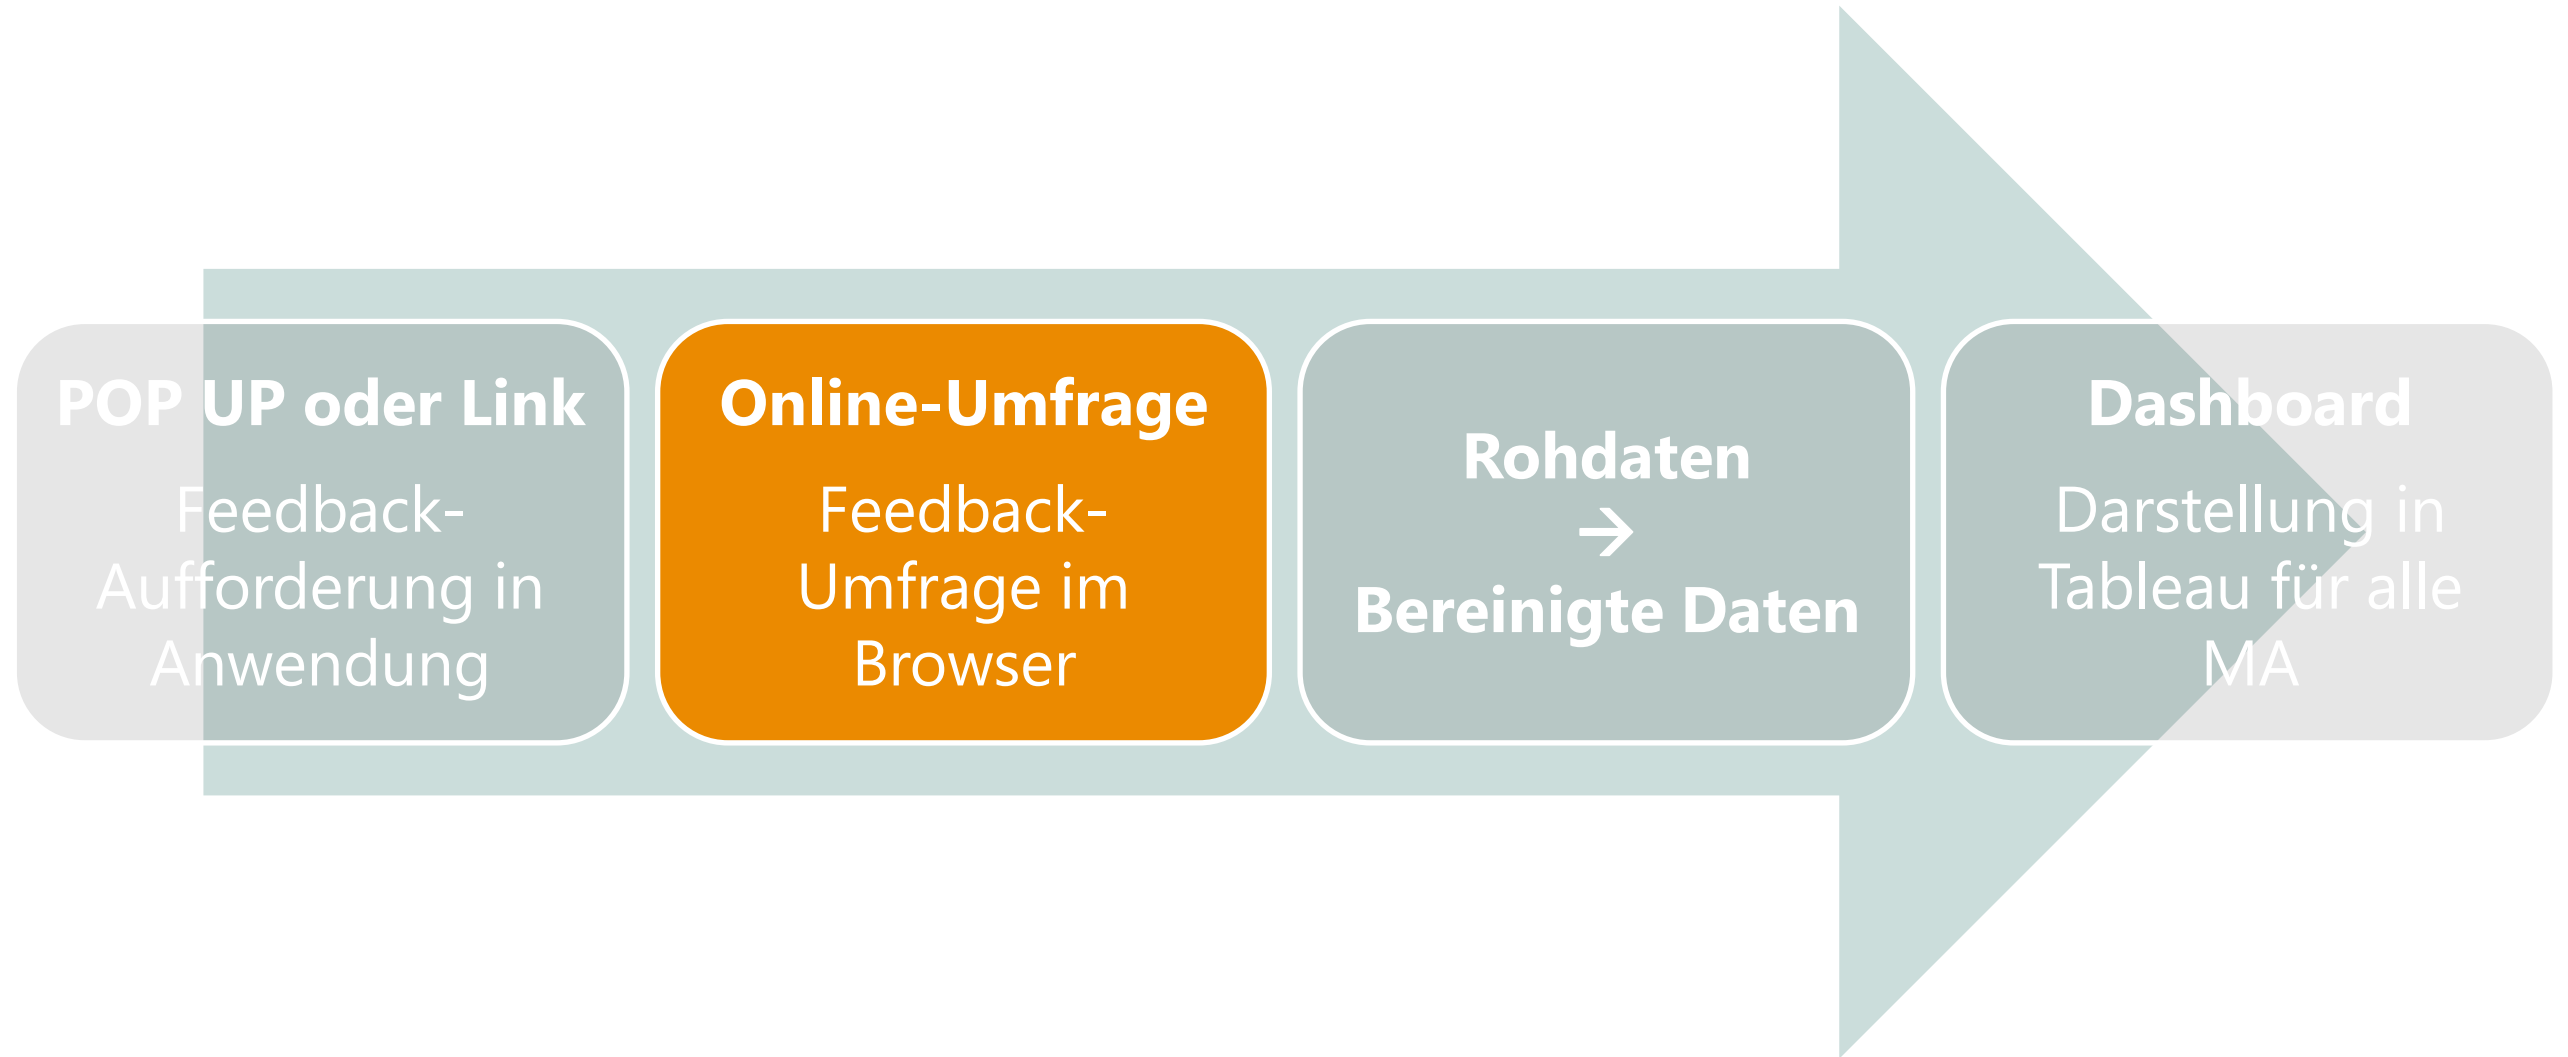 POP UP oder Link
Feedback-
Aufforderung in
Anwendung
Online-Umfrage
Feedback-
Umfrage im
Browser
Rohdaten
→
Bereinigte Daten
Dashboard
Darstellung in
Tableau für alle
MA